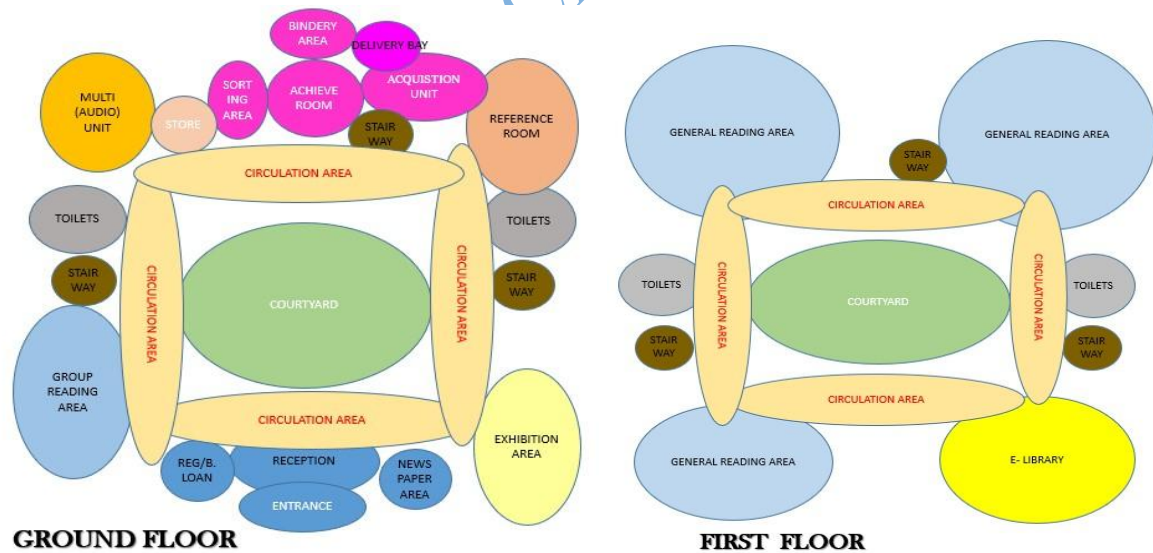 BINDERY
AREA
DELIVERY BAY
MULTI
(AUDIO)
UNIT
STORE
SORT
ING
AREA
ACHIEVE
ROOM
ACQUISTION
UNIT
STAIR
WAY
REFERENCE
ROOM
CIRCULATION AREA
TOILETS
TOILETS
STAIR
WAY
CIRCULATION AREA
COURTYARD
CIRCULATION AREA
STAIR
WAY
GROUP
READING
AREA
CIRCULATION AREA
EXHIBITION
AREA
REG/B.
LOAN
RECEPTION
NEWS
PAPER
AREA
ENTRANCE
GROUND FLOOR
GENERAL READING AREA
GENERAL READING AREA
STAIR
WAY
CIRCULATION AREA
TOILETS
CIRCULATION AREA
COURTYARD
CIRCULATION AREA
TOILETS
STAIR
WAY
STAIR
WAY
CIRCULATION AREA
GENERAL READING AREA
E- LIBRARY
FIRST FLOOR